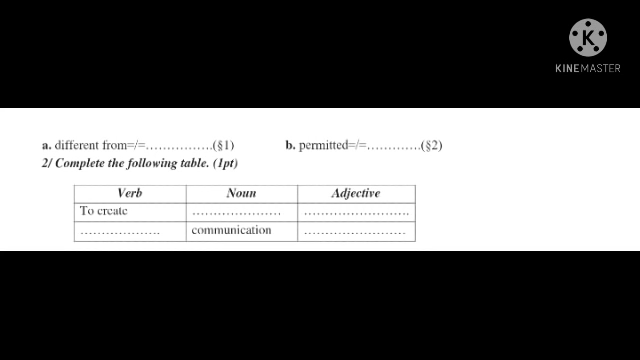 K
KINEMASTER
a. different from=/=................(§1) b. permitted=/=.............(§2)
2/ Complete the following table. (1pt)
Verb Noun Adjective
To create ..................... .........................
................... communication ........................